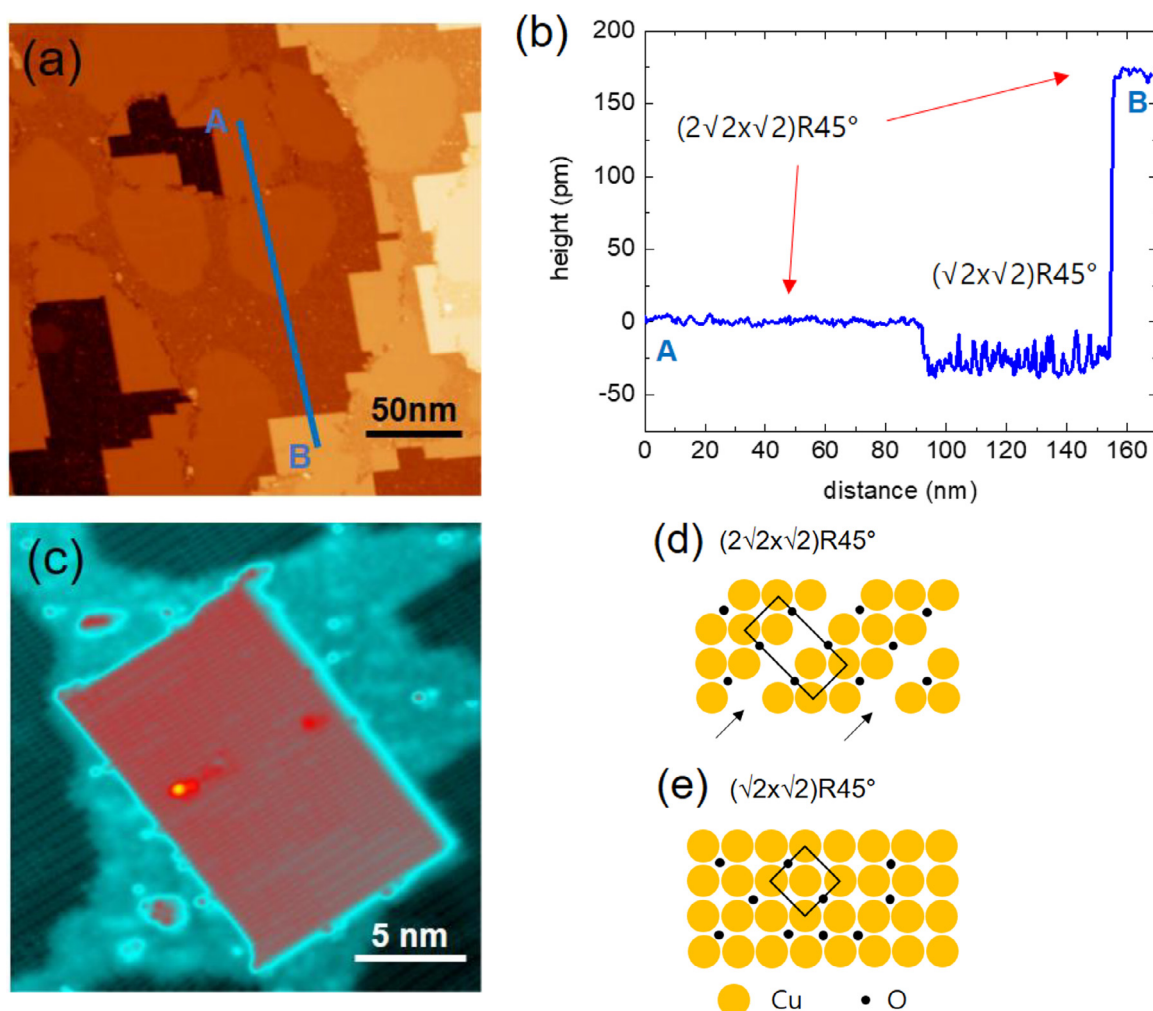 (a)
A
B
50nm
(b)
200
150
100
50
0
-50
height (pm)
(2√2x√2)R45°
(√2x√2)R45°
A
B
0 20 40 60 80 100 120 140 160
distance (nm)
(c)
5 nm
(d) (2√2x√2)R45°
(e) (√2x√2)R45°
Cu O